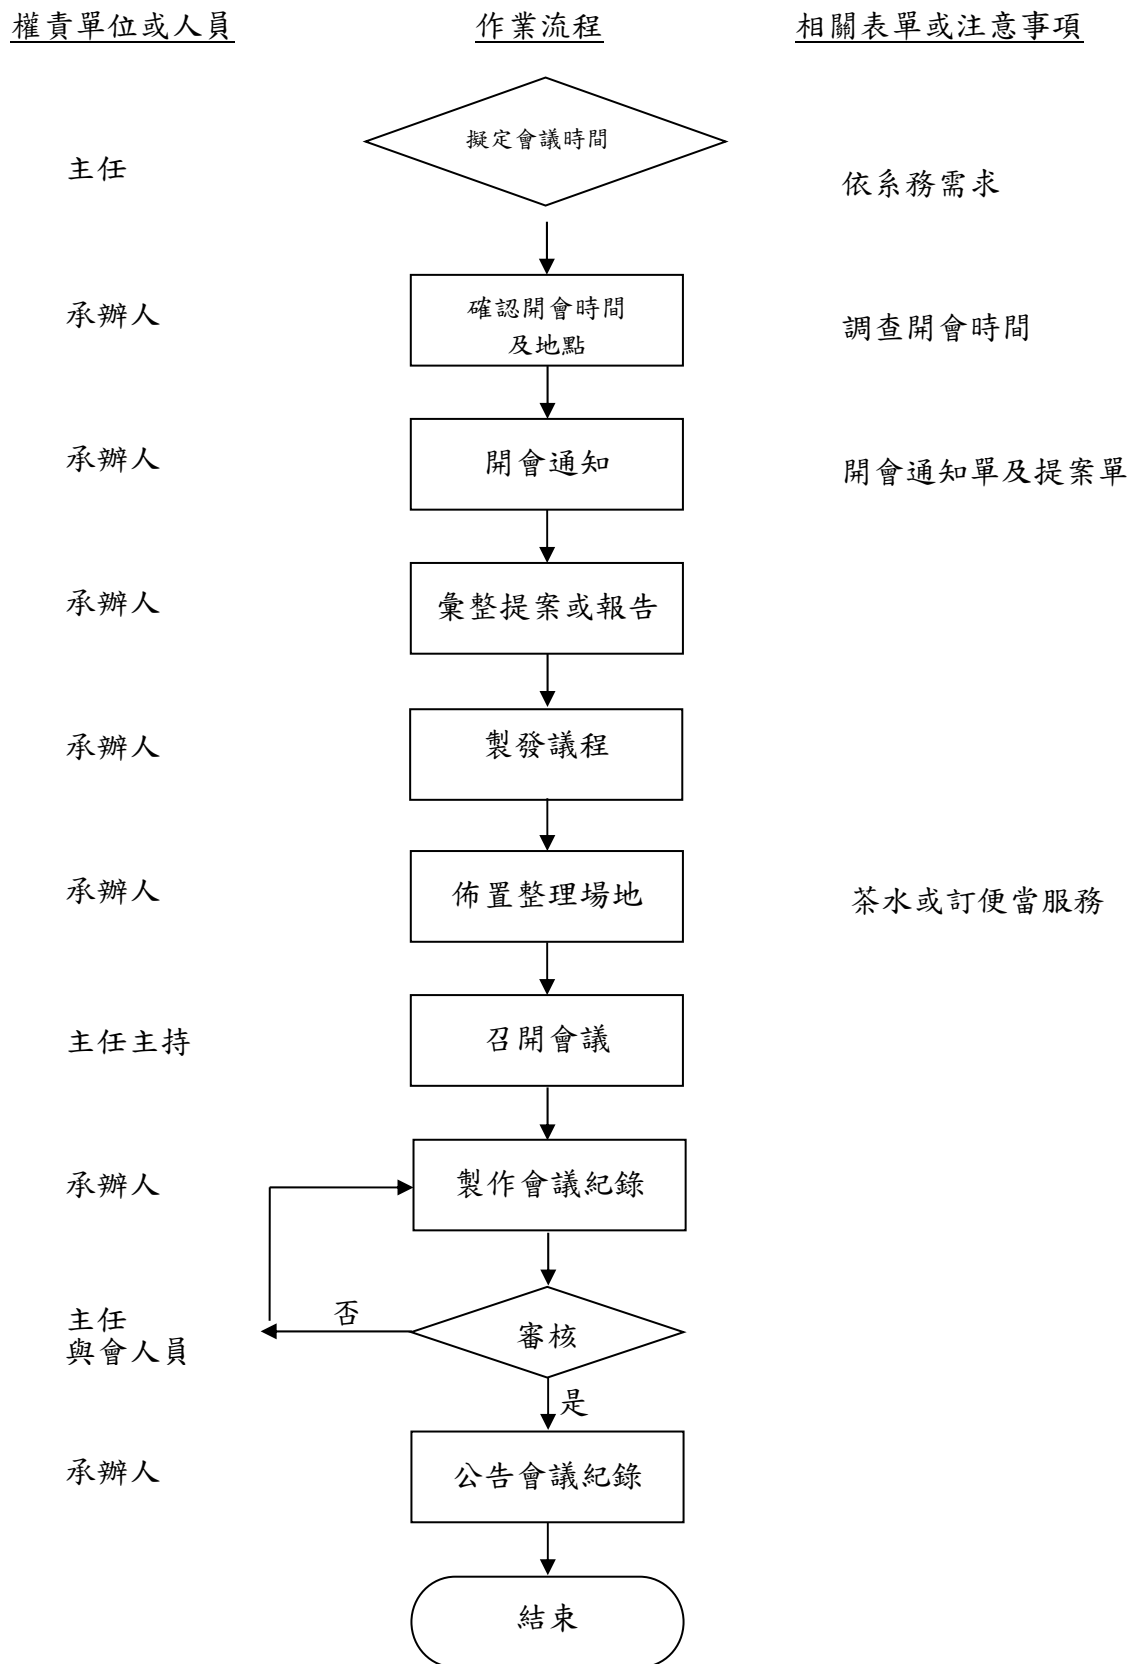 權責單位或人員
作業流程
相關表單或注意事項
擬定會議時間
主任
依系務需求
承辦人
確認開會時間
及地點
調查開會時間
承辦人
開會通知
開會通知單及提案單
承辦人
彙整提案或報告
承辦人
製發議程
承辦人
佈置整理場地
茶水或訂便當服務
主任主持
召開會議
承辦人
製作會議紀錄
主任
與會人員
否
審核
是
承辦人
公告會議紀錄
結束